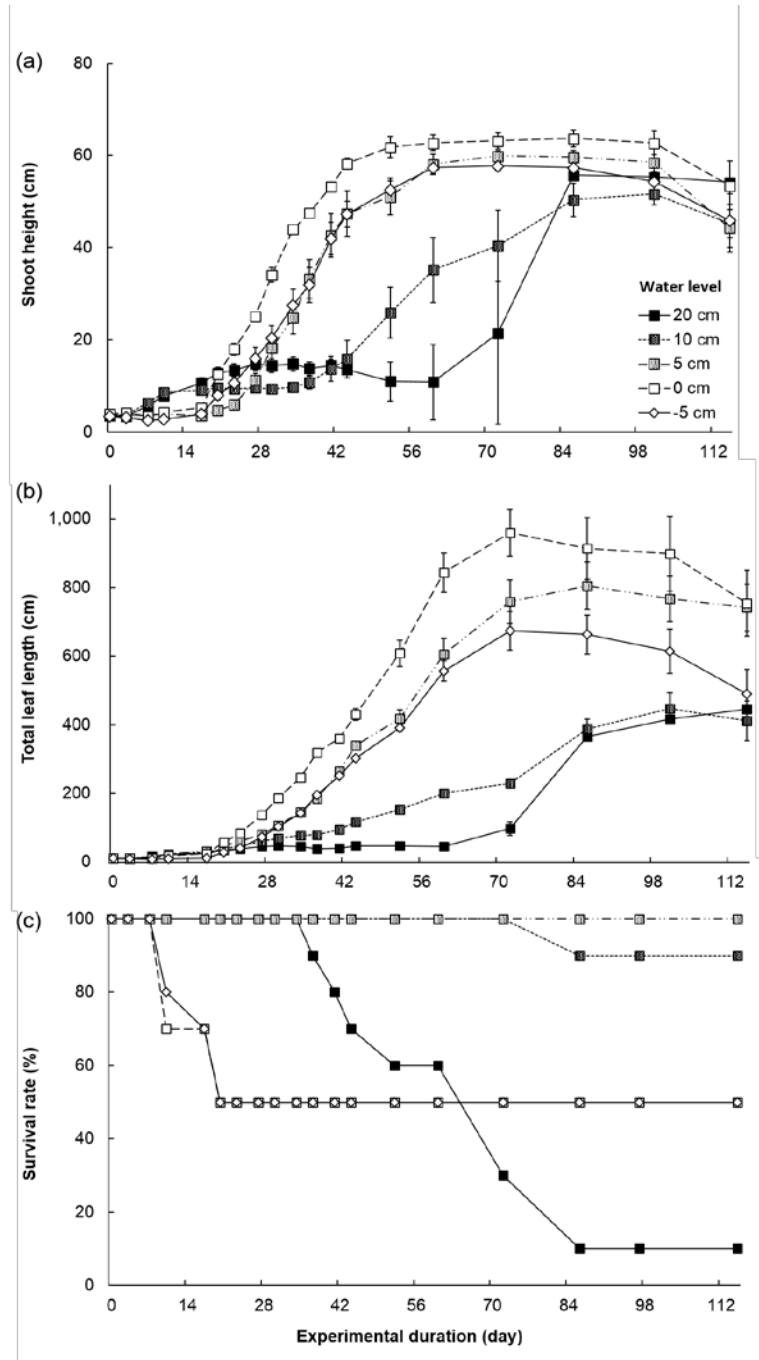 (a)
80
60
40
20
0
Shoot height (cm)
Water level
20 cm
10 cm
5 cm
0 cm
-5 cm
0 14 28 42 56 70 84 98 112
(b)
1,000
800
600
400
200
0
Total leaf length (cm)
0 14 28 42 56 70 84 98 112
(c)
100
80
60
40
20
0
Survival rate (%)
0 14 28 42 56 70 84 98 112
Experimental duration (day)